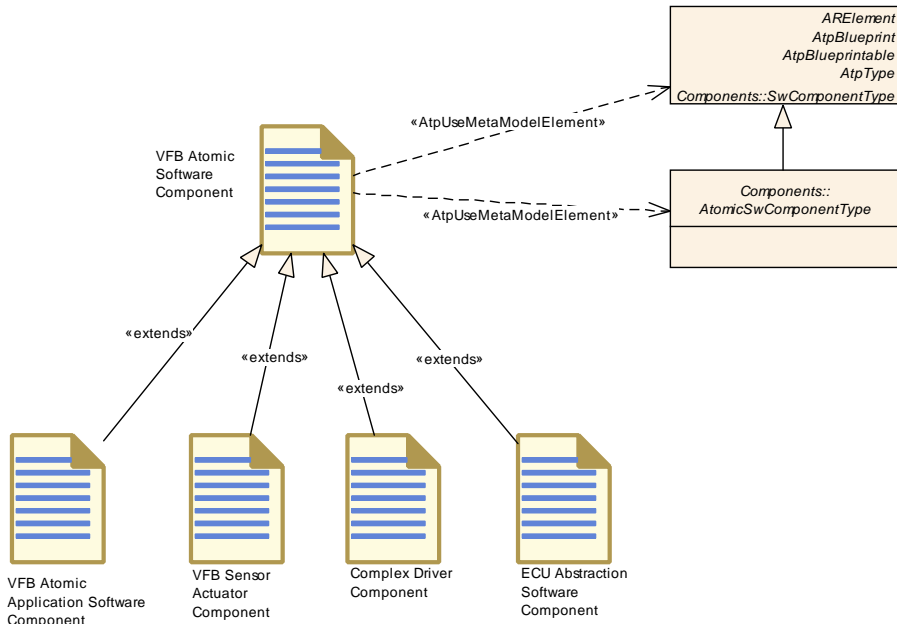 ARElement
AtpBlueprint
AtpBlueprintable
AtpType
Components::SwComponentType
«AtpUseMetaModelElement»
VFB Atomic
Software
Component
Components::
AtomicSwComponentType
«AtpUseMetaModelElement»
«extends»
«extends»
«extends»
«extends»
VFB Atomic
Application Software
Component
VFB Sensor
Actuator
Component
Complex Driver
Component
ECU Abstraction
Software
Component